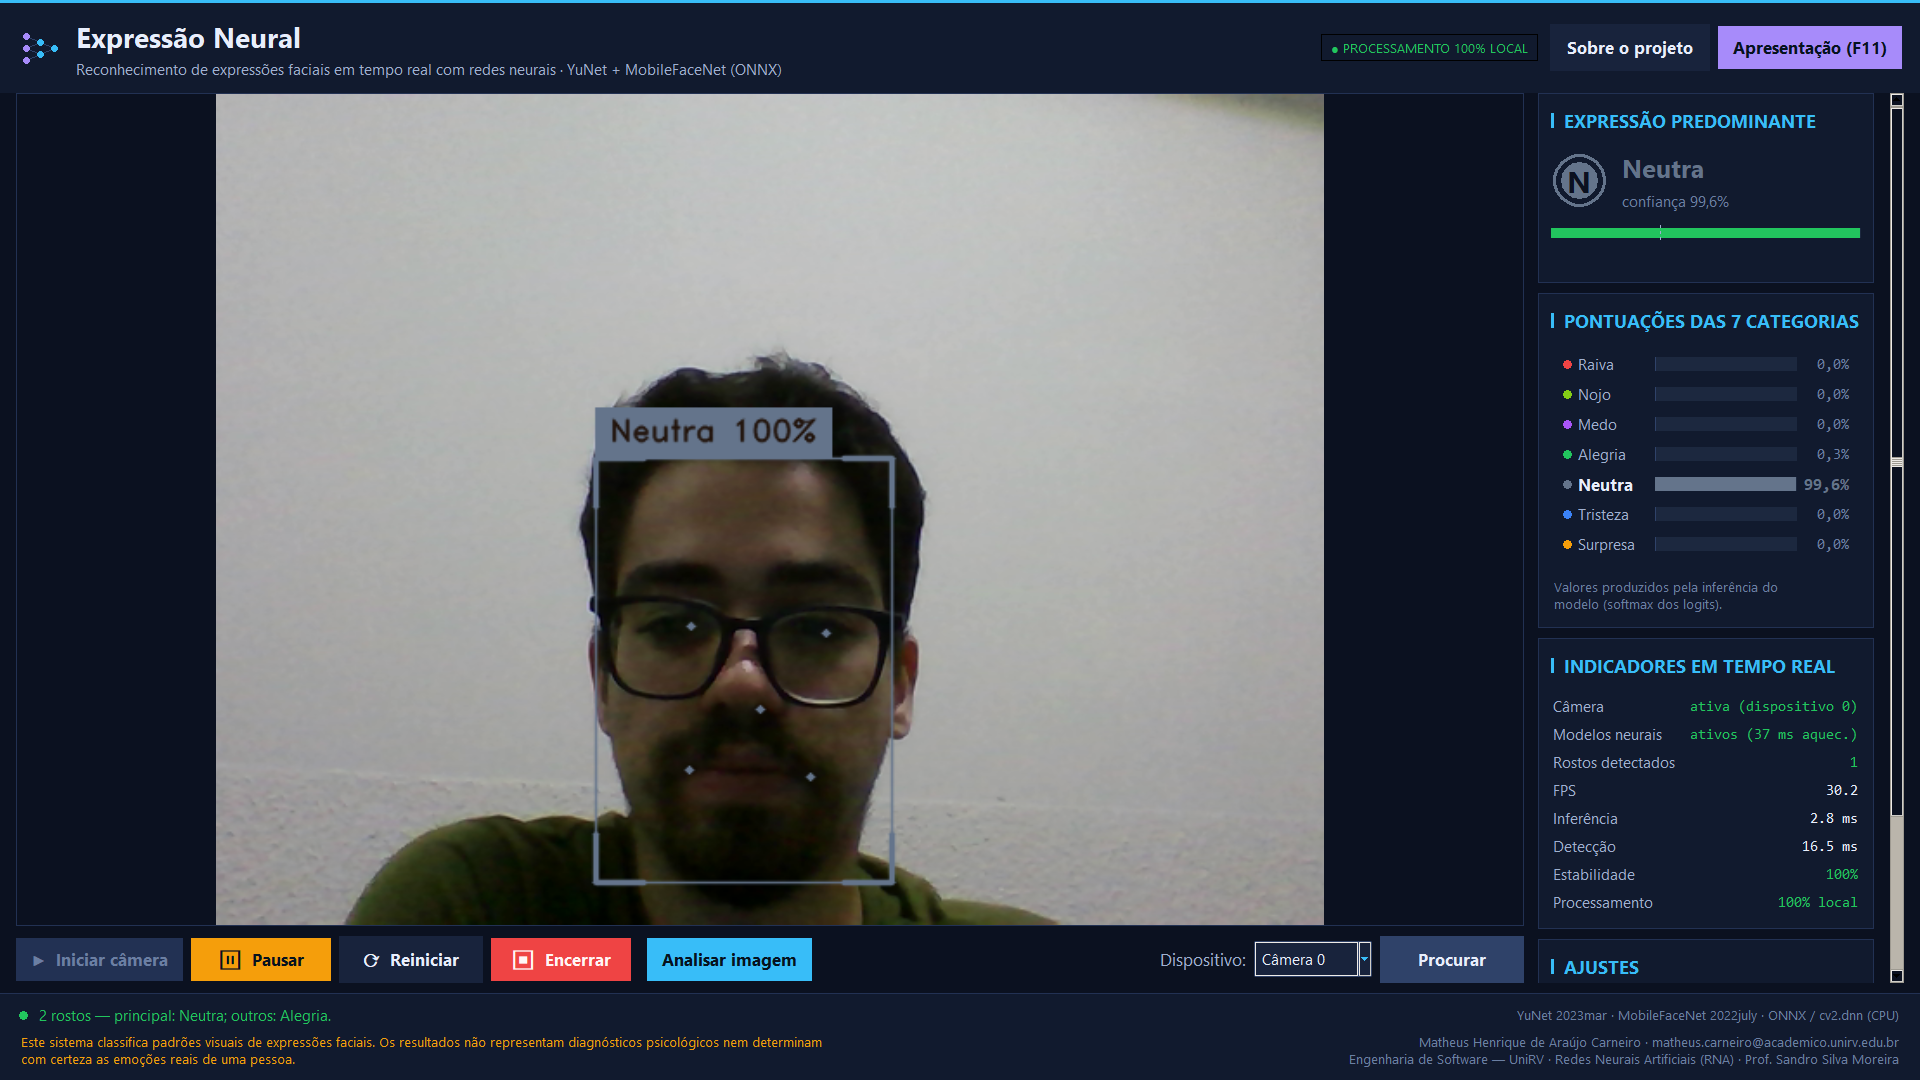 Expressão Neural
Reconhecimento de expressões faciais em tempo real com redes neurais · YuNet + MobileFaceNet (ONNX)
● PROCESSAMENTO 100% LOCAL
Sobre o projeto
Apresentação (F11)
Neutra 100%
EXPRESSÃO PREDOMINANTE
N
Neutra
confiança 99,6%
PONTUAÇÕES DAS 7 CATEGORIAS
Raiva 0,0%
Nojo 0,0%
Medo 0,0%
Alegria 0,3%
Neutra 99,6%
Tristeza 0,0%
Surpresa 0,0%
Valores produzidos pela inferência do
modelo (softmax dos logits).
INDICADORES EM TEMPO REAL
Câmera ativa (dispositivo 0)
Modelos neurais ativos (37 ms aquec.)
Rostos detectados 1
FPS 30.2
Inferência 2.8 ms
Detecção 16.5 ms
Estabilidade 100%
Processamento 100% local
AJUSTES
Iniciar câmera
Pausar
Reiniciar
Encerrar
Analisar imagem
Dispositivo: Câmera 0
Procurar
2 rostos — principal: Neutra; outros: Alegria.
Este sistema classifica padrões visuais de expressões faciais. Os resultados não representam diagnósticos psicológicos nem determinam
com certeza as emoções reais de uma pessoa.
YuNet 2023mar · MobileFaceNet 2022july · ONNX / cv2.dnn (CPU)
Matheus Henrique de Araújo Carneiro · matheus.carneiro@academico.unirv.edu.br
Engenharia de Software — UniRV · Redes Neurais Artificiais (RNA) · Prof. Sandro Silva Moreira